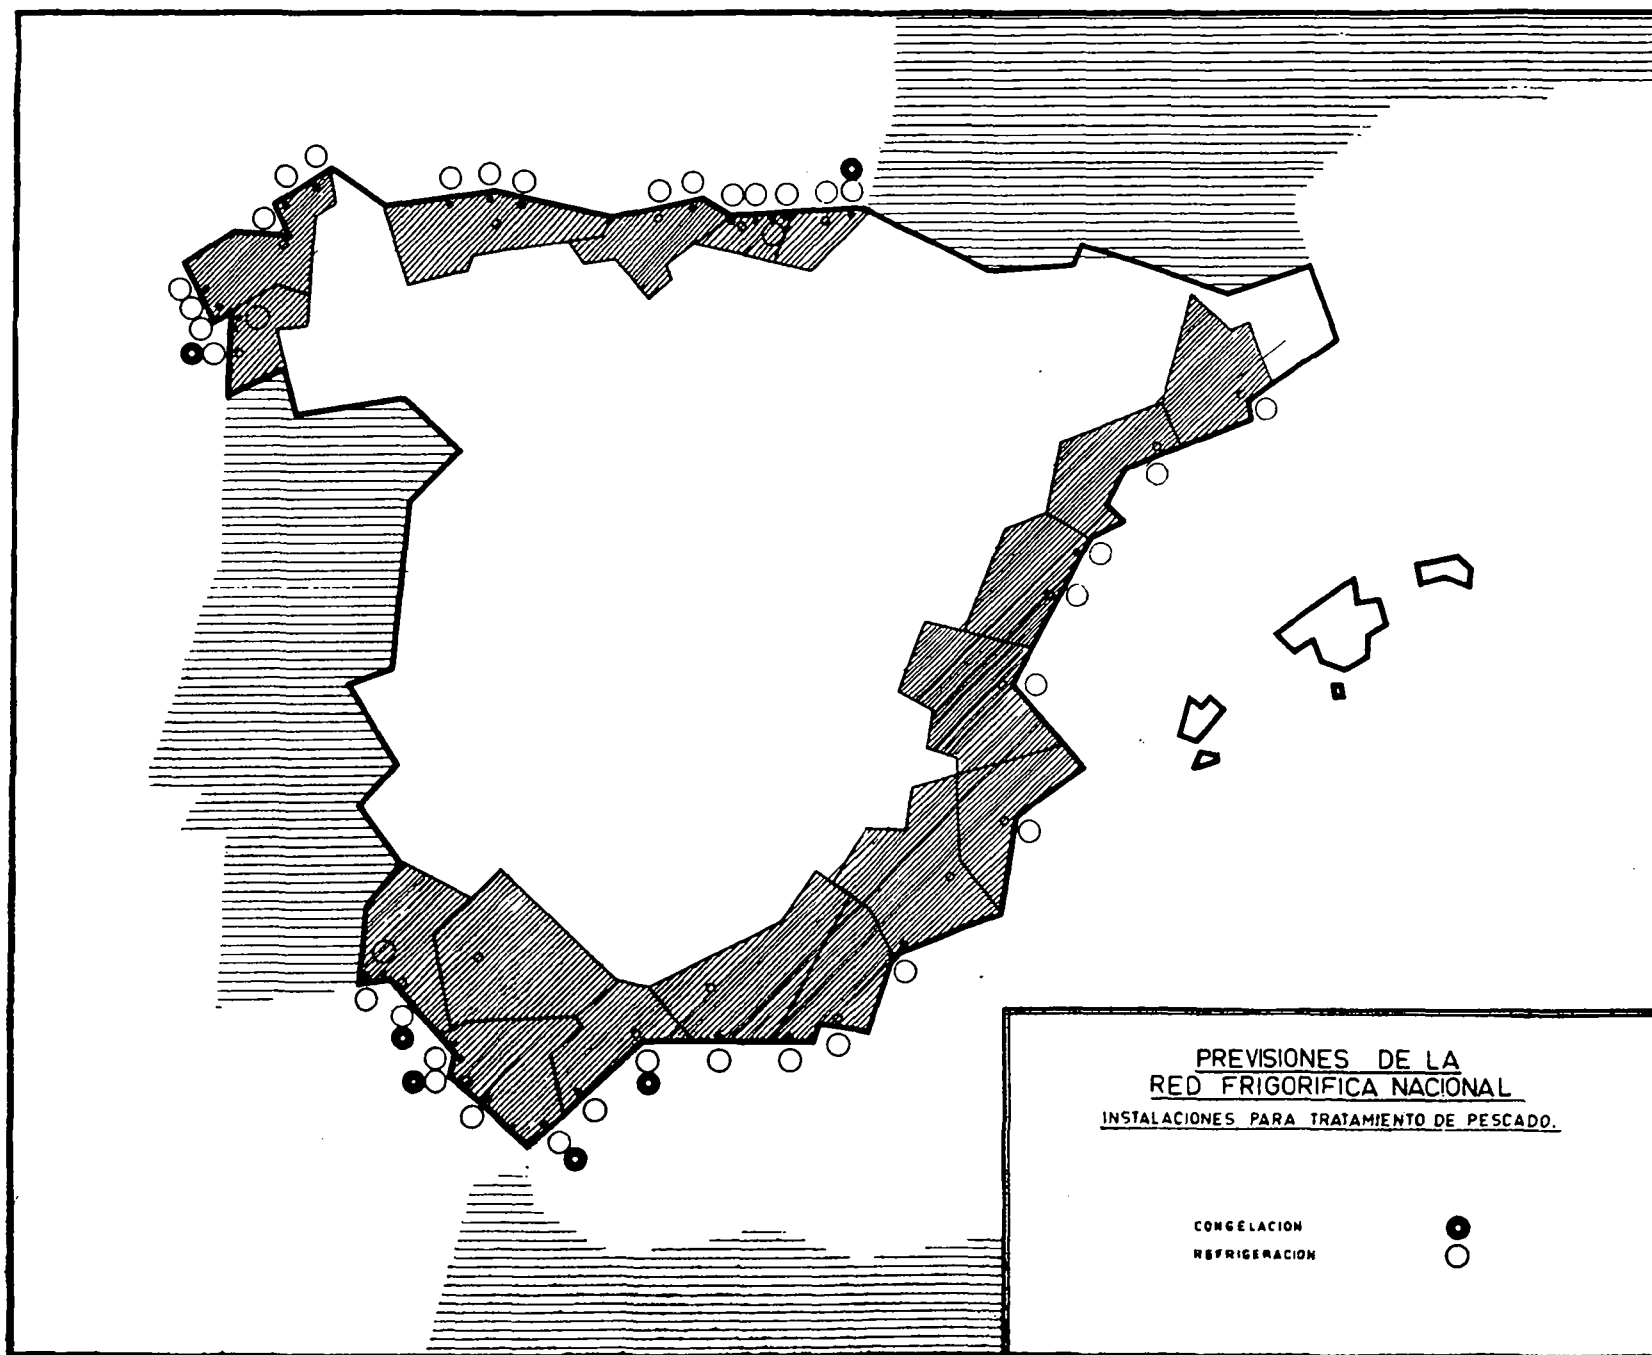 PREVISIONES DE LA
RED FRIGORIFICA NACIONAL
INSTALACIONES PARA TRATAMIENTO DE PESCADO.
CONGELACION
REFRIGERACION